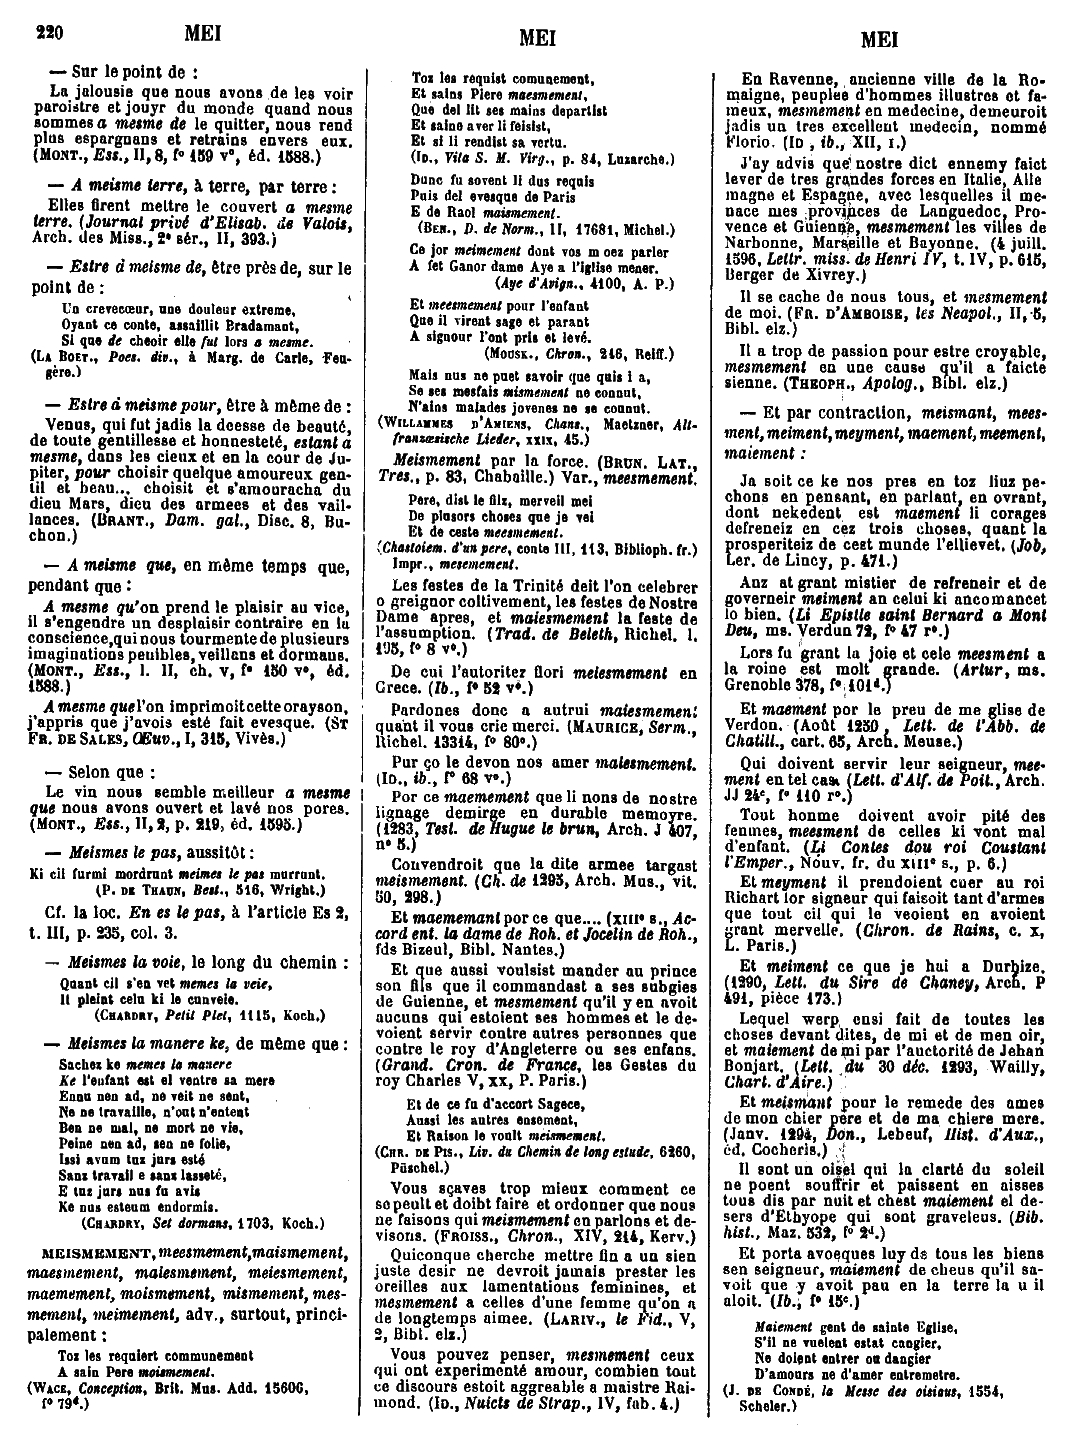 220 MEI MEI MEI
— Sur le point de :
La jalousie que nous avons de les voir
paroistre et jouyr du monde quand nous
sommes a mesme de le quitter, nous rend
plus espargnans et retrains envers eux.
(MONT., Ess., II, 8, f° 159 v°, éd. 1588.)
— A meisme terre, à terre, par terre :
Elles firent mettre le couvert a mesme
terre. (Journal privé d'Elisab. de Valois,
Arch. des Miss., 2° sér., II, 393.)
— Estre a meisme de, être près de, sur le
point de :
Un crevecœur, une douleur extreme,
Oyant ce conte, assaillit Bradamant,
Si que de cheoir elle fut lors a mesme.
(LA BOET., Poes. div., à Marg. de Carle, Feu-
gère.)
— Estre a meisme pour, être à même de :
Venus, qui fut jadis la deesse de beauté,
de toute gentillesse et honnesteté, estant a
mesme, dans les cieux et en la cour de Ju-
piter, pour choisir quelque amoureux gen-
til et beau... choisit et s'amouracha du
dieu Mars, dieu des armees et des vail-
lances. (BRANT., Dam. gal., Disc. 8, Bu-
chon.)
— A meisme que, en même temps que,
pendant que :
A mesme qu'on prend le plaisir au vice,
il s'engendre un desplaisir contraire en la
conscience, qui nous tourmente de plusieurs
imaginations penibles, veillans et dormans.
(MONT., Ess., l. II, ch. v, f° 150 v°, éd.
1588.)
A mesme que l'on imprimoit cette orayson,
j'appris que j'avois esté fait evesque. (ST
FR. DE SALES, Œuv., I, 315, Vivès.)
— Selon que :
Le vin nous semble meilleur a mesme
que nous avons ouvert et lavé nos pores.
(MONT., Ess., II, 2, p. 219, éd. 1595.)
— Meismes le pas, aussitôt :
Ki cil furmi mordrunt meimes le pas murrunt.
(P. DE THAUN, Best., 516, Wright.)
Cf. la loc. En es le pas, à l'article Es 2,
t. III, p. 235, col. 3.
— Meismes la voie, le long du chemin :
Quant cil s'en vet memes la veie,
Il pleint celu ki le cunveie.
(CHARDRY, Petit Plet, 1115, Koch.)
— Meismes la manere ke, de même que :
Sachez ke memes la manere
Ke l'enfant est el ventre sa mere
Ennu nen ad, ne veit ne sent,
Ne ne travaille, n'out n'entent
Ben ne mal, ne mort ne vie,
Peine nen ad, sen ne folie,
Issi avum tuz jurs esté
Sanz travail e sanz lasseté,
E tuz jurs nus fu avis
Ke nus esteum endormis.
(CHARDRY, Set dormans, 1703, Koch.)
MEISMEMENT, meesmement, maismement,
maesmement, maiesmement, meiesmement,
maemement, moismement, mismement, mes-
mement, meimement, adv., surtout, princi-
palement :
Toz les requiert communement
A sain Pere moismement.
(WACE, Conception, Brit. Mus. Add. 15606,
f° 79ᵈ.)
Toz les requist comunement,
Et sains Piere maesmement,
Que del lit ses mains departist
Et saine aver li feisist,
Et si li rendist sa vertu.
(ID., Vita S. M. Virg., p. 84, Luzarche.)
Dunc fu sovent li dus requis
Puis del evesque de Paris
E de Raol maismement.
(BEN., D. de Norm., II, 17681, Michel.)
Ce jor meimement dont vos m oez parler
A fet Ganor dame Aye a l'iglise mener.
(Aye d'Avign., 4100, A. P.)
Et meesmement pour l'enfant
Que il virent sage et parant
A signour l'ont pris et levé.
(MOUSK., Chron., 246, Reiff.)
Mais nus ne puet savoir que quis i a,
Se ses mesfais mismement ne connut,
N'ains malades jovenes ne se connut.
(WILLAMMES D'AMIENS, Chans., Maetzner, Alt-
französische Lieder, XXIX, 45.)
Meismement par la force. (BRUN. LAT.,
Tres., p. 83, Chabaille.) Var., meesmement.
Pere, dist le filz, merveil mei
De plusors choses que je vei
Et de ceste meesmement.
(Chastoiem. d'un pere, conte III, 113, Biblioph. fr.)
Impr., mesemement.
Les festes de la Trinité deit l'on celebrer
o greignor coltivement, les festes de Nostre
Dame apres, et maiesmement la feste de
l'assumption. (Trad. de Beleth, Richel. l.
195, f° 8 v°.)
De cui l'autoritez flori meiesmement en
Grece. (Ib., f° 52 v°.)
Pardones donc a autrui maiesmement
quant il vous crie merci. (MAURICE, Serm.,
Richel. 13314, f° 80°.)
Pur ço le devon nos amer maiesmement.
(ID., ib., f° 68 v°.)
Por ce maemement que li nons de nostre
lignage demirge en durable memoyre.
(1283, Test. de Hugue le brun, Arch. J 407,
n° 5.)
Convendroit que la dite armee targast
meismement. (Ch. de 1295, Arch. Mus., vit.
50, 298.)
Et maememant por ce que.... (XIII° s., Ac-
cord ent. la dame de Roh. et Jocelin de Roh.,
fds Bizeul, Bibl. Nantes.)
Et que aussi voulsist mander au prince
son fils que il commandast a ses subgies
de Guienne, et mesmement qu'il y en avoit
aucuns qui estoient ses hommes et le de-
voient servir contre autres personnes que
contre le roy d'Angleterre ou ses enfans.
(Grand. Cron. de France, les Gestes du
roy Charles V, XX, P. Paris.)
Et de ce fu d'accort Sagece,
Aussi les autres ensement,
Et Raison le voult meismement.
(CHR. DE PIS., Liv. du Chemin de long estude, 6260,
Püschel.)
Vous sçaves trop mieux comment ce
se peult et doibt faire et ordonner que nous
ne faisons qui meismement en parlons et de-
visons. (FROISS., Chron., XIV, 214, Kerv.)
Quiconque cherche mettre fin a un sien
juste desir ne devroit jamais prester les
oreilles aux lamentations feminines, et
mesmement a celles d'une femme qu'on a
de longtemps aimee. (LARIV., le Fid., V,
2, Bibl. elz.)
Vous pouvez penser, mesmement ceux
qui ont experimenté amour, combien tout
ce discours estoit aggreable a maistre Rai-
mond. (ID., Nuicts de Strap., IV, fab. 4.)
En Ravenne, ancienne ville de la Ro-
maigne, peuplee d'hommes illustres et fa-
meux, mesmement en medecine, demeuroit
jadis un tres excellent medecin, nommé
Florio. (ID, ib., XII, I.)
J'ay advis que nostre dict ennemy faict
lever de tres grandes forces en Italie, Alle
magne et Espagne, avec lesquelles il me-
nace mes provinces de Languedoc, Pro-
vence et Guienne, mesmement les villes de
Narbonne, Marseille et Bayonne. (4 juill.
1596, Lettr. miss. de Henri IV, t. IV, p. 615,
Berger de Xivrey.)
Il se cache de nous tous, et mesmement
de moi. (FR. D'AMBOISE, les Neapol., II, 5,
Bibl. elz.)
Il a trop de passion pour estre croyable,
mesmement en une cause qu'il a faicte
sienne. (THEOPH., Apolog., Bibl. elz.)
— Et par contraction, meismant, mees-
ment, meiment, meyment, maement, meement,
maiement :
Ja soit ce ke nos pres en toz liuz pe-
chons en pensant, en parlant, en ovrant,
dont nekedent est maement li corages
defreneiz en cez trois choses, quant la
prosperiteiz de cest munde l'ellievet. (Job,
Ler. de Lincy, p. 471.)
Anz at grant mistier de refreneir et de
governeir meiment an celui ki ancomancet
lo bien. (Li Epistle saint Bernard a Mont
Deu, ms. Verdun 72, f° 47 r°.)
Lors fu grant la joie et cele meesment a
la roine est molt grande. (Artur, ms.
Grenoble 378, f° 101ᵈ.)
Et maement por le preu de me glise de
Verdon. (Août 1250, Lett. de l'Abb. de
Chatill., cart. 65, Arch. Meuse.)
Qui doivent servir leur seigneur, mee-
ment en tel cas. (Lett. d'Alf. de Poit., Arch.
JJ 24ᶜ, f° 110 r°.)
Tout honme doivent avoir pité des
fenmes, meesment de celles ki vont mal
d'enfant. (Li Contes dou roi Coustant
l'Emper., Nouv. fr. du XIII° s., p. 6.)
Et meyment il prendoient cuer au roi
Richart lor signeur qui faisoit tant d'armes
que tout cil qui le veoient en avoient
grant mervelle. (Chron. de Rains, c. X,
L. Paris.)
Et meiment ce que je hai a Durhize.
(1290, Lett. du Sire de Chaney, Arch. P
491, pièce 173.)
Lequel werp ensi fait de toutes les
choses devant dites, de mi et de men oir,
et maiement de mi par l'auctorité de Jehan
Bonjart. (Lett. du 30 déc. 1293, Wailly,
Chart. d'Aire.)
Et meismant pour le remede des ames
de mon chier pere et de ma chiere mere.
(Janv. 1294, Don., Lebeuf, Hist. d'Aux.,
éd. Cocheris.)
Il sont un oisel qui la clarté du soleil
ne poent souffrir et paissent en aisses
tous dis par nuit et chest maiement el de-
sers d'Ethyope qui sont graveleus. (Bib.
hist., Maz. 532, f° 2ᵈ.)
Et porta avoeques luy de tous les biens
sen seigneur, maiement de cheus qu'il sa-
voit que y avoit pau en la terre la u il
aloit. (Ib., f° 15ᶜ.)
Maiement gent de sainte Eglise,
S'il ne vuelent estat cangier,
Ne doient entrer ou dangier
D'amours ne d'amer entremetre.
(J. DE CONDÉ, la Messe des oisiaus, 1554,
Scheler.)